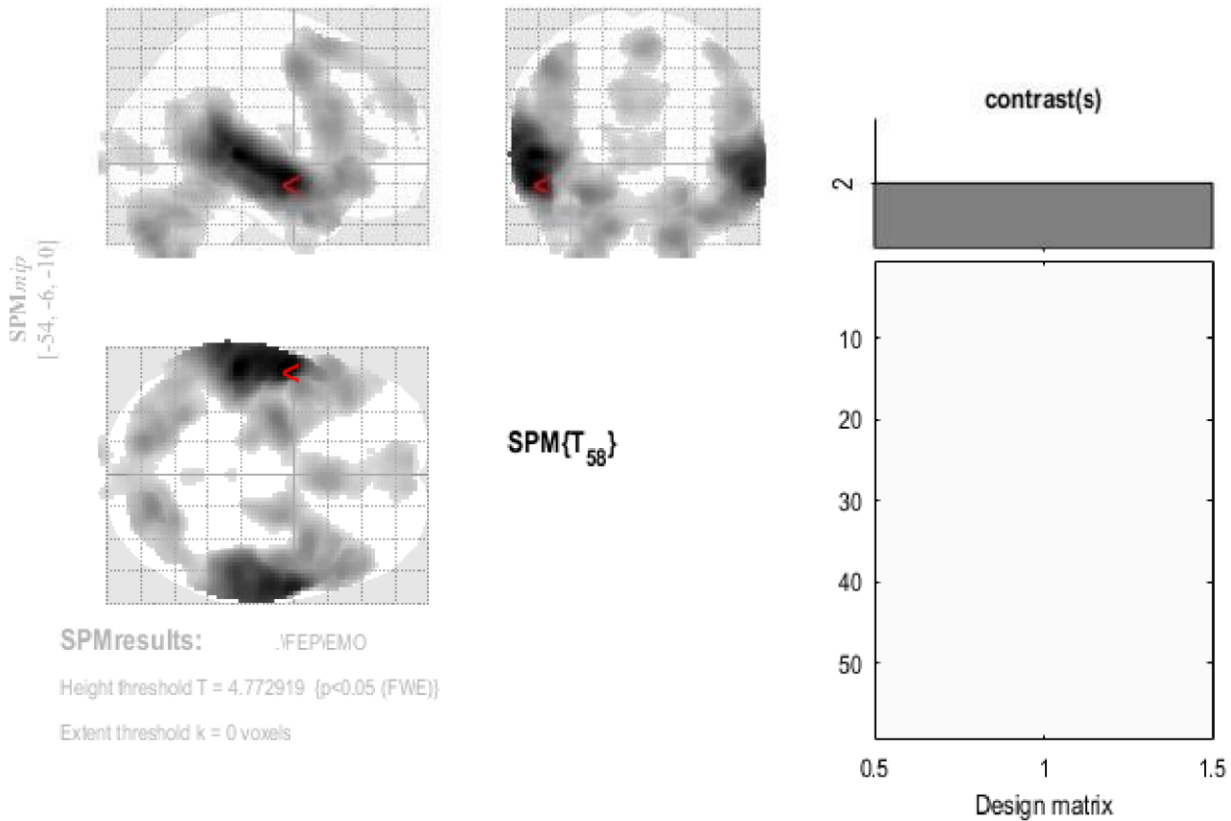 contrast(s)
2
SPMmip
[-54, -6, -10]
10
20
30
40
50
SPM{T58}
SPMresults: .\FEP\EMO
Height threshold T = 4.772919 {p<0.05 (FWE)}
Extent threshold k = 0 voxels
0.5 1 1.5
Design matrix